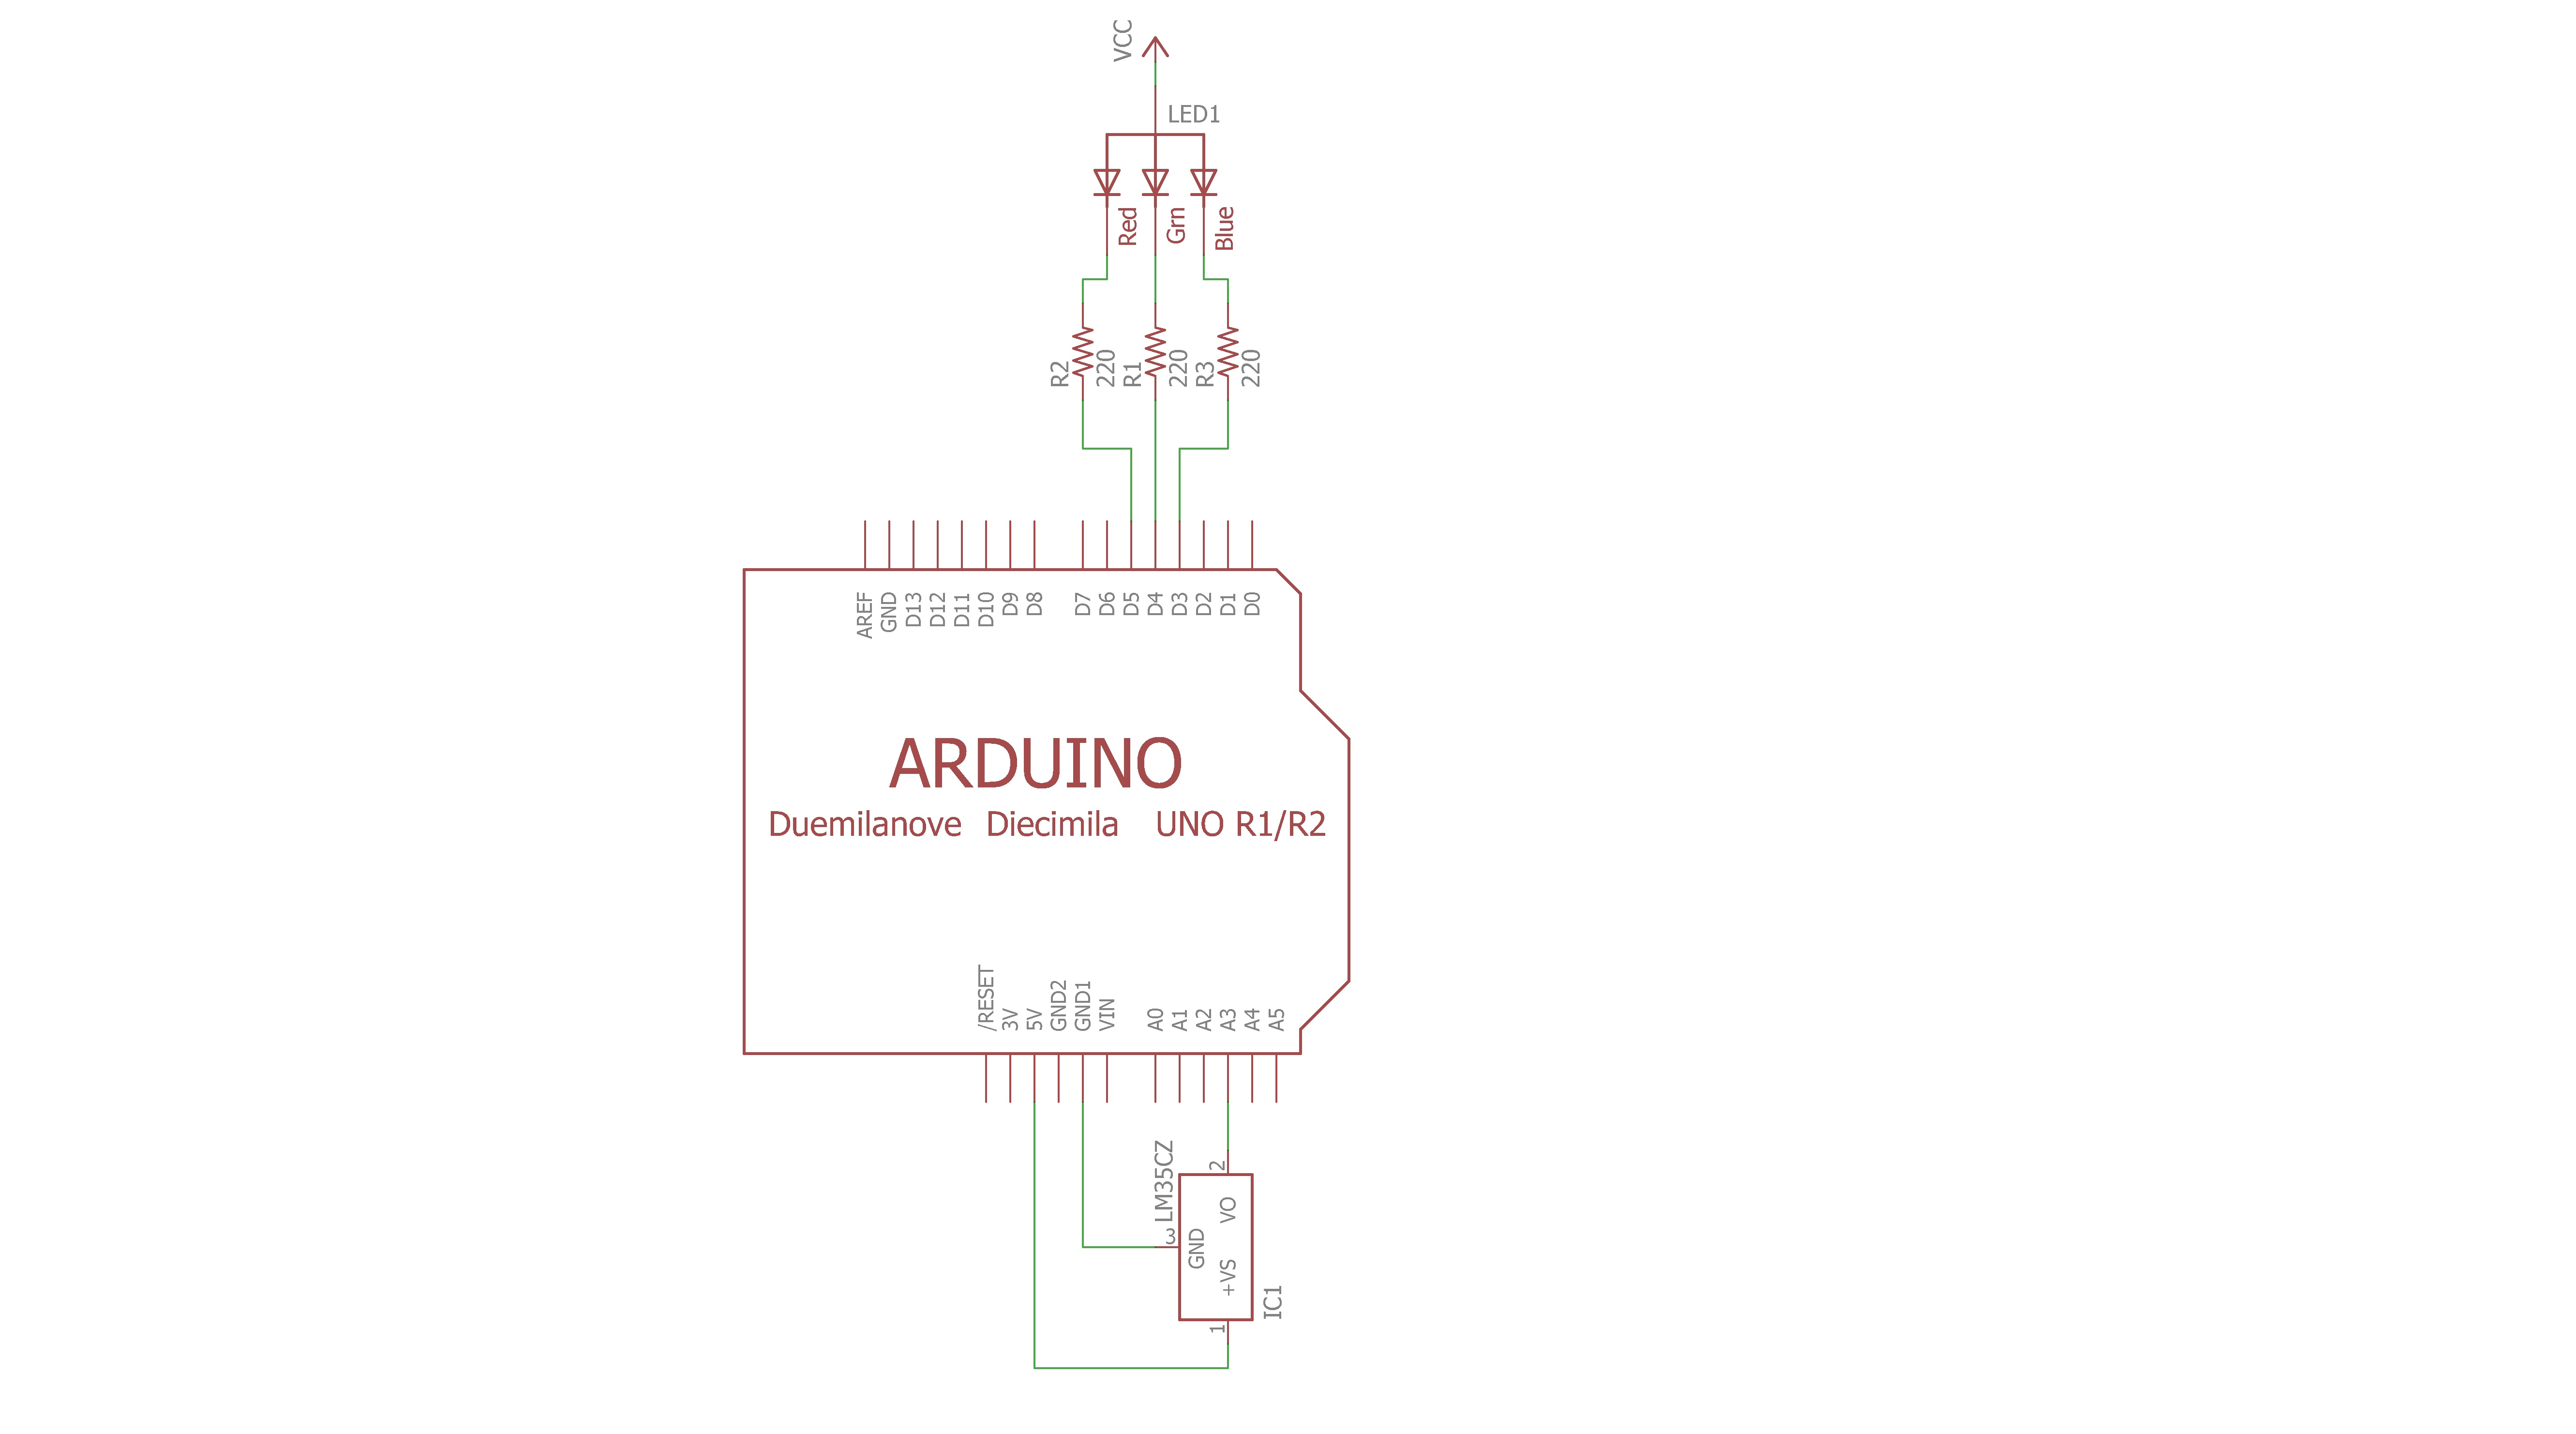 VCC
LED1
Red
Grn
Blue
R2
220
R1
220
R3
220
AREF
GND
D13
D12
D11
D10
D9
D8
D7
D6
D5
D4
D3
D2
D1
D0
ARDUINO
Duemilanove Diecimila UNO R1/R2
/RESET
3V
5V
GND2
GND1
VIN
A0
A1
A2
A3
A4
A5
LM35CZ
2
VO
3
GND
+VS
IC1
1